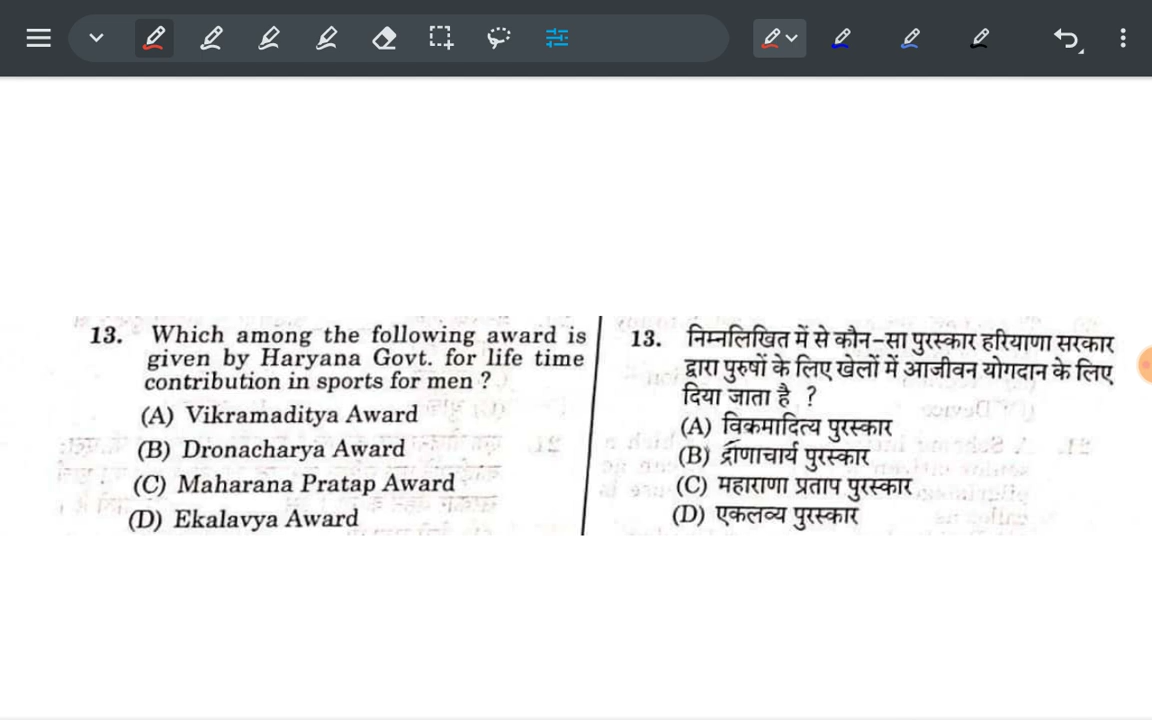 13. Which among the following award is
given by Haryana Govt. for life time
contribution in sports for men ?
(A) Vikramaditya Award
(B) Dronacharya Award
(C) Maharana Pratap Award
(D) Ekalavya Award
13. निम्नलिखित में से कौन-सा पुरस्कार हरियाणा सरकार
द्वारा पुरुषों के लिए खेलों में आजीवन योगदान के लिए
दिया जाता है ?
(A) विक्रमादित्य पुरस्कार
(B) द्रोणाचार्य पुरस्कार
(C) महाराणा प्रताप पुरस्कार
(D) एकलव्य पुरस्कार